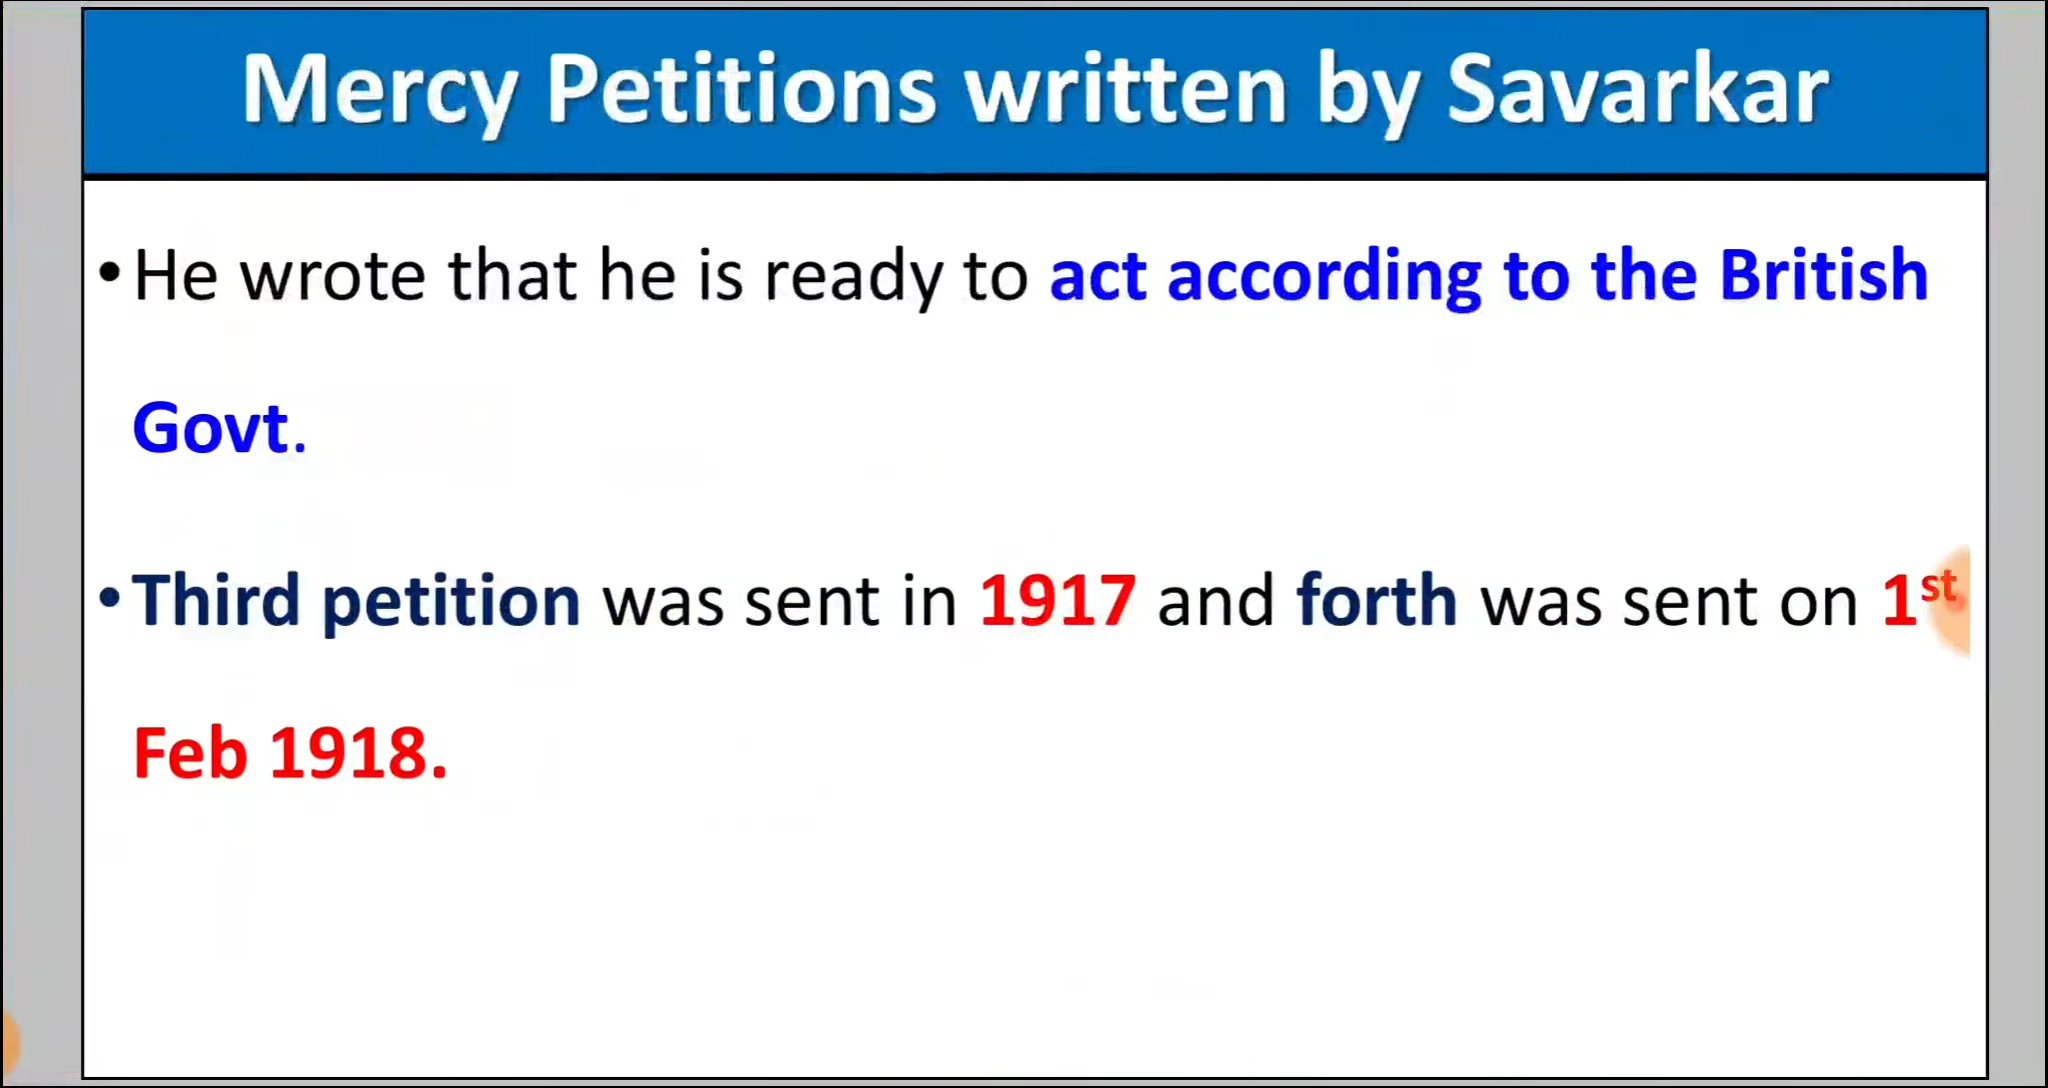 Mercy Petitions written by Savarkar
• He wrote that he is ready to act according to the British
Govt.
• Third petition was sent in 1917 and forth was sent on 1st
Feb 1918.